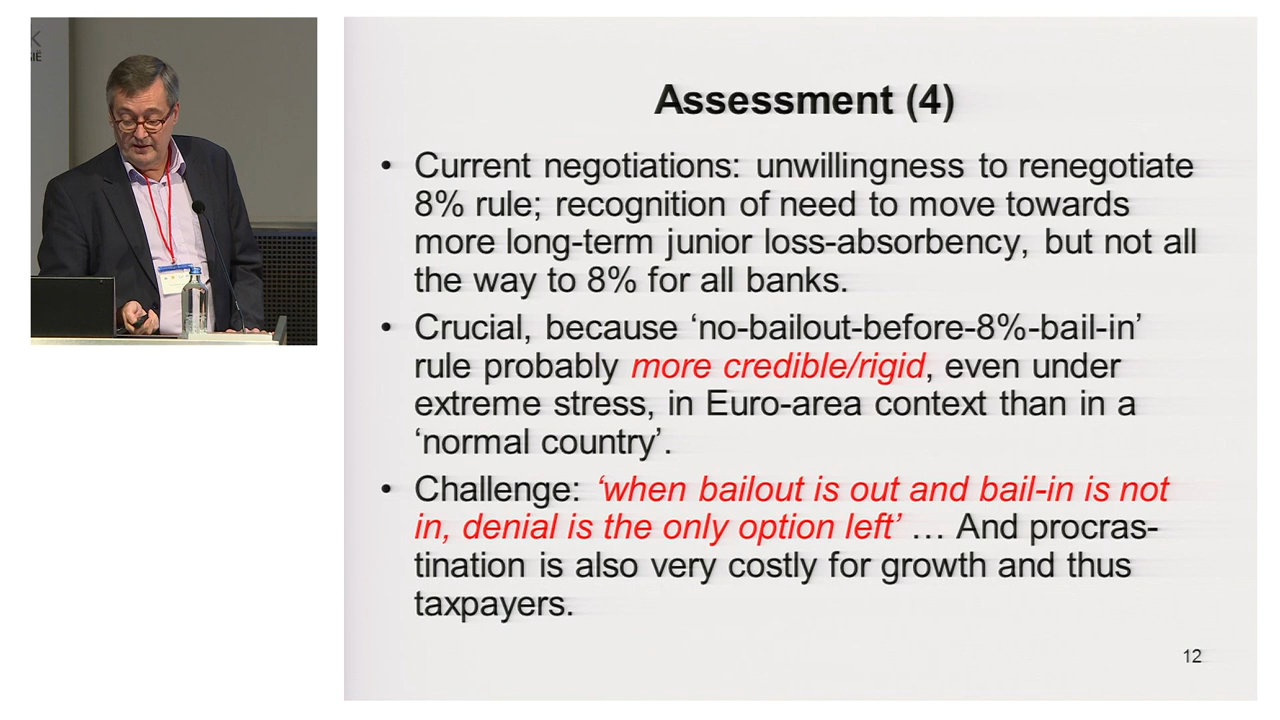 SIË
Assessment (4)
• Current negotiations: unwillingness to renegotiate
8% rule; recognition of need to move towards
more long-term junior loss-absorbency, but not all
the way to 8% for all banks.
• Crucial, because ‘no-bailout-before-8%-bail-in’
rule probably more credible/rigid, even under
extreme stress, in Euro-area context than in a
‘normal country’.
• Challenge: ‘when bailout is out and bail-in is not
in, denial is the only option left’ … And procras-
tination is also very costly for growth and thus
taxpayers.
12